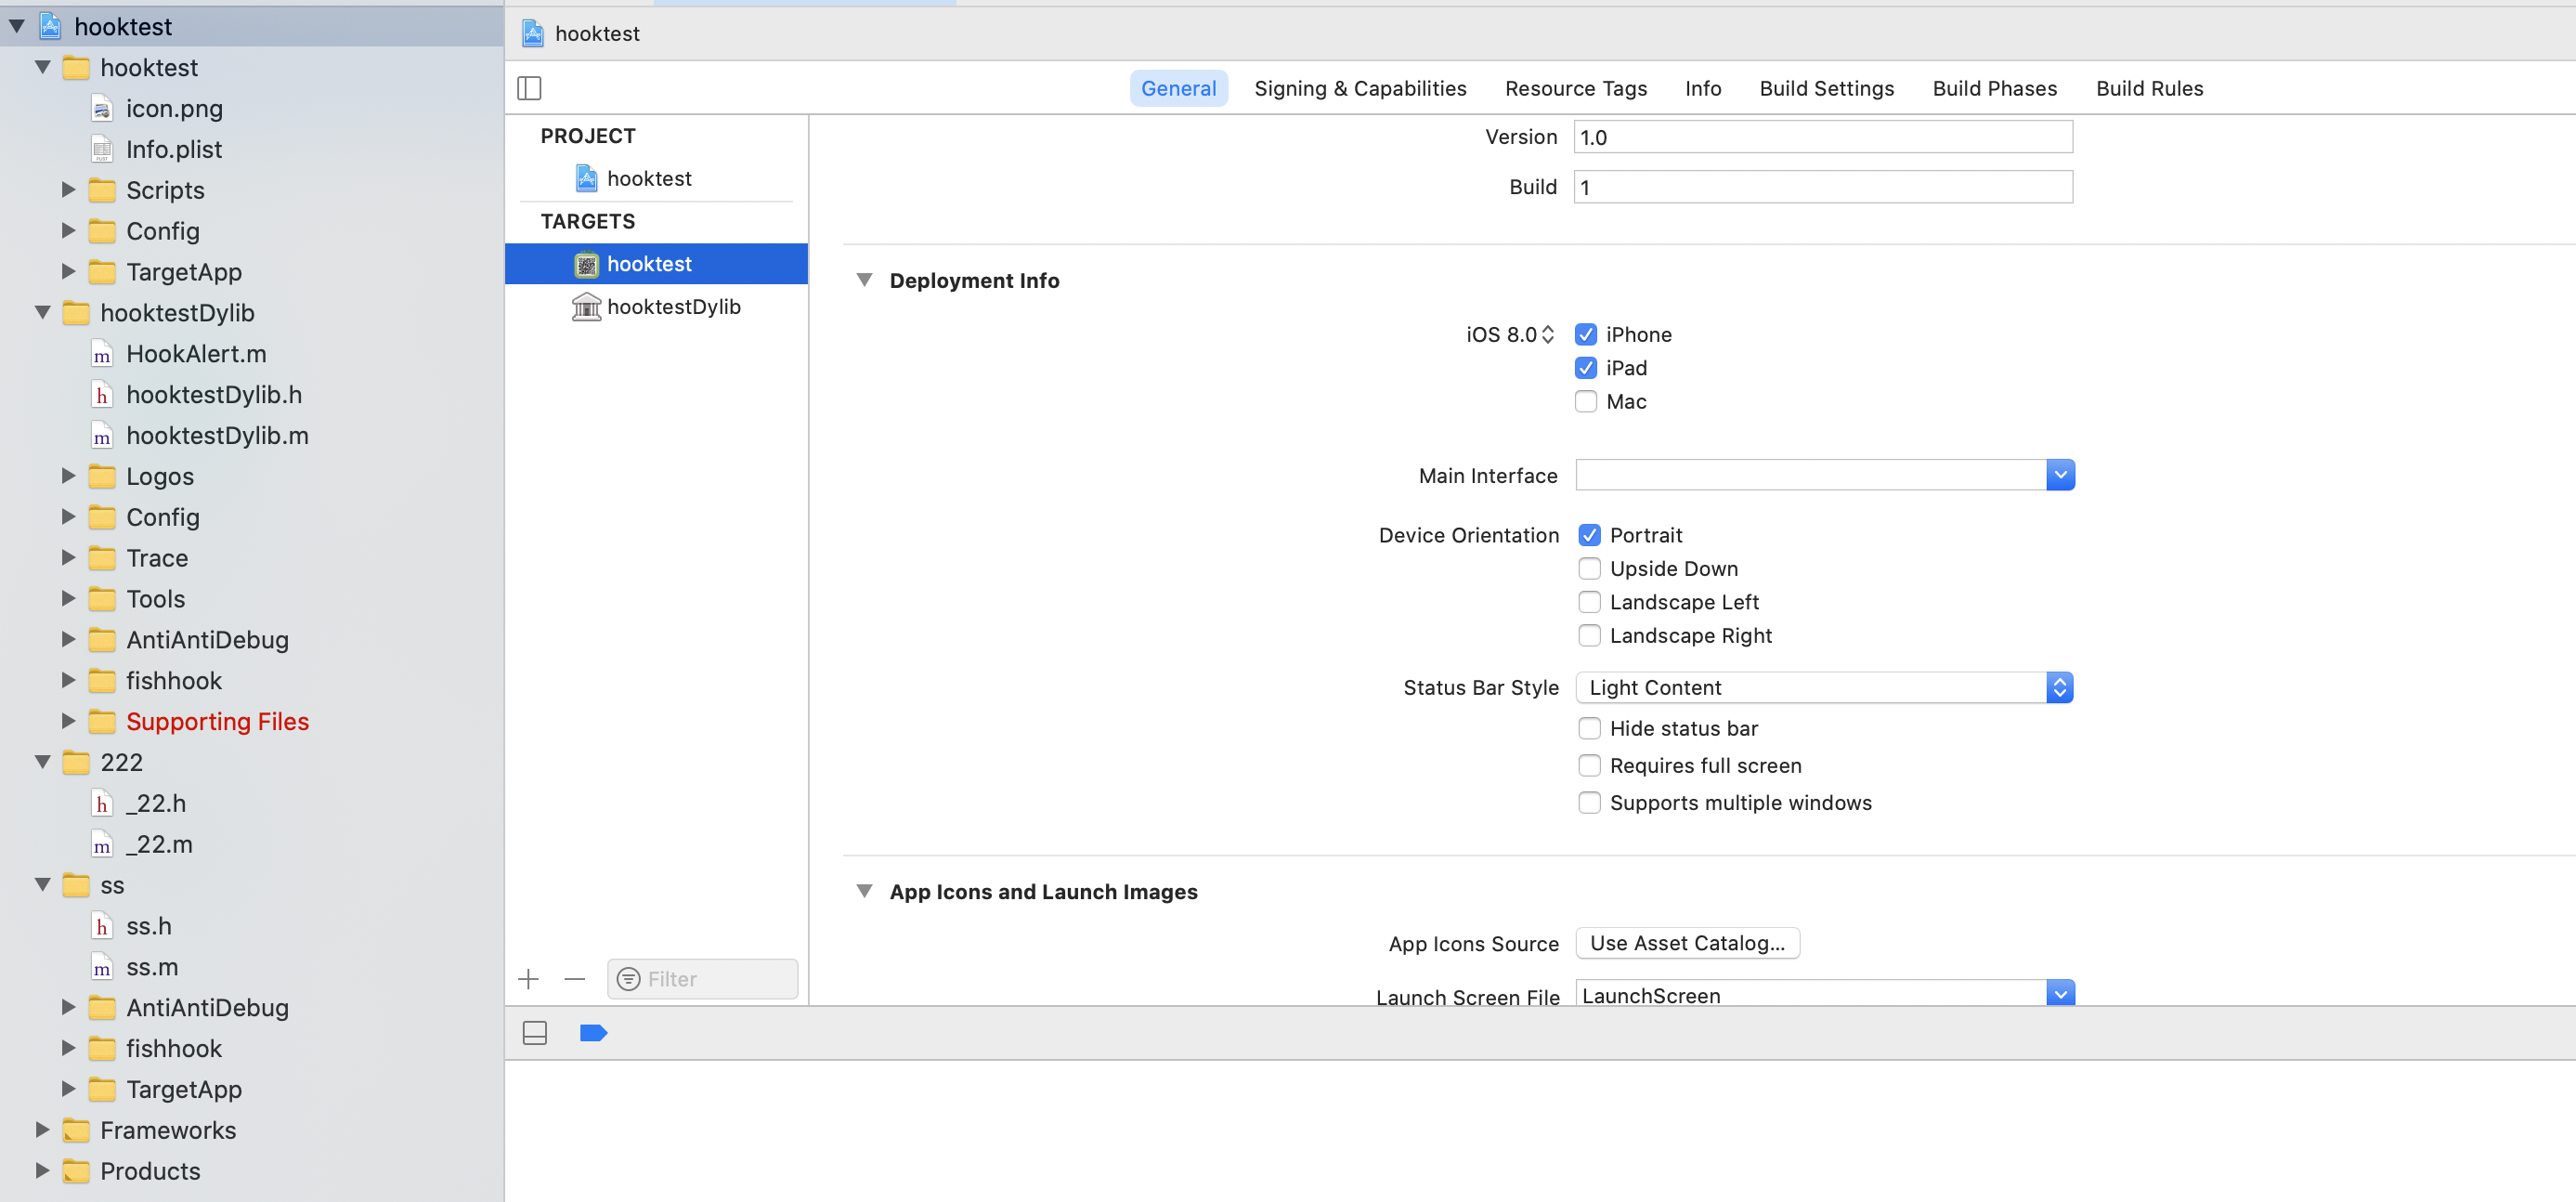 hooktest
hooktest
icon.png
Info.plist
Scripts
Config
TargetApp
hooktestDylib
HookAlert.m
hooktestDylib.h
hooktestDylib.m
Logos
Config
Trace
Tools
AntiAntiDebug
fishhook
Supporting Files
222
_22.h
_22.m
ss
ss.h
ss.m
AntiAntiDebug
fishhook
TargetApp
Frameworks
Products
hooktest
General Signing & Capabilities Resource Tags Info Build Settings Build Phases Build Rules
PROJECT
hooktest
TARGETS
hooktest
hooktestDylib
Filter
Version 1.0
Build 1
Deployment Info
iOS 8.0 iPhone
iPad
Mac
Main Interface
Device Orientation Portrait
Upside Down
Landscape Left
Landscape Right
Status Bar Style Light Content
Hide status bar
Requires full screen
Supports multiple windows
App Icons and Launch Images
App Icons Source Use Asset Catalog...
Launch Screen File LaunchScreen